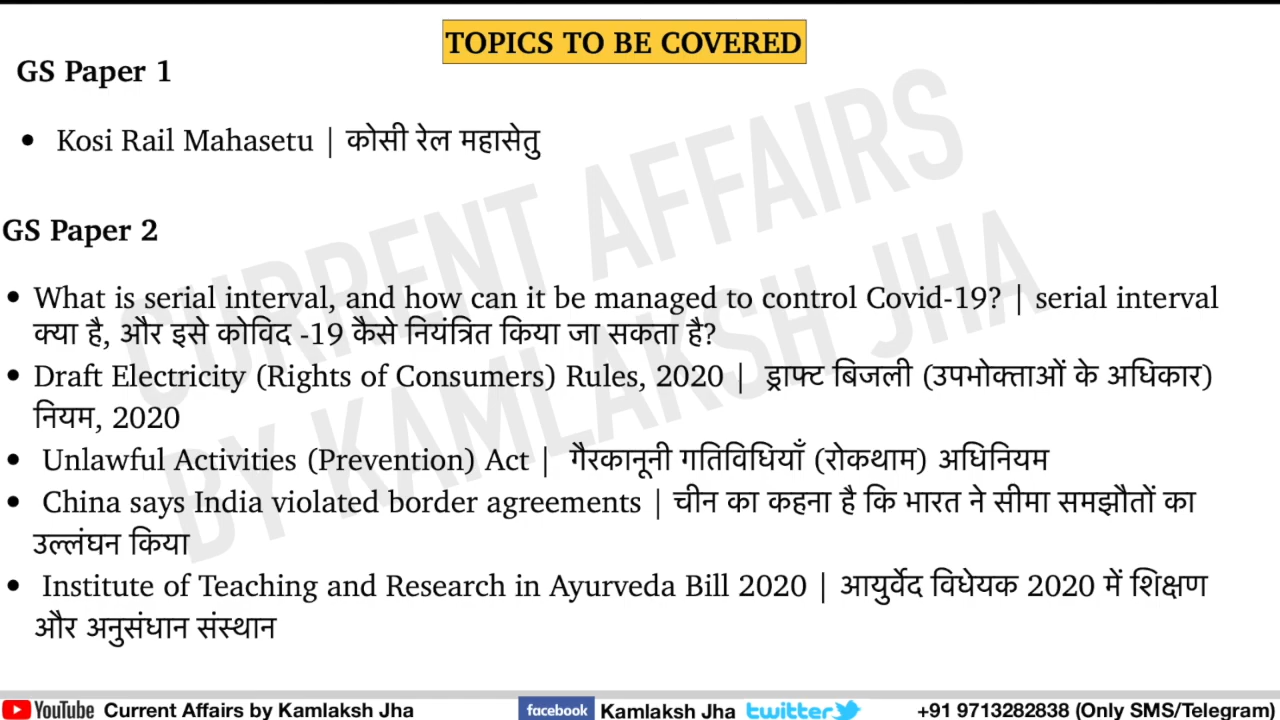 TOPICS TO BE COVERED
GS Paper 1
• Kosi Rail Mahasetu | कोसी रेल महासेतु
GS Paper 2
• What is serial interval, and how can it be managed to control Covid-19? | serial interval
क्या है, और इसे कोविद -19 कैसे नियंत्रित किया जा सकता है?
• Draft Electricity (Rights of Consumers) Rules, 2020 | ड्राफ्ट बिजली (उपभोक्ताओं के अधिकार)
नियम, 2020
• Unlawful Activities (Prevention) Act | गैरकानूनी गतिविधियाँ (रोकथाम) अधिनियम
• China says India violated border agreements | चीन का कहना है कि भारत ने सीमा समझौतों का
उल्लंघन किया
• Institute of Teaching and Research in Ayurveda Bill 2020 | आयुर्वेद विधेयक 2020 में शिक्षण
और अनुसंधान संस्थान
CURRENT AFFAIRS
BY KAMLAKSH JHA
YouTube Current Affairs by Kamlaksh Jha facebook Kamlaksh Jha twitter +91 9713282838 (Only SMS/Telegram)